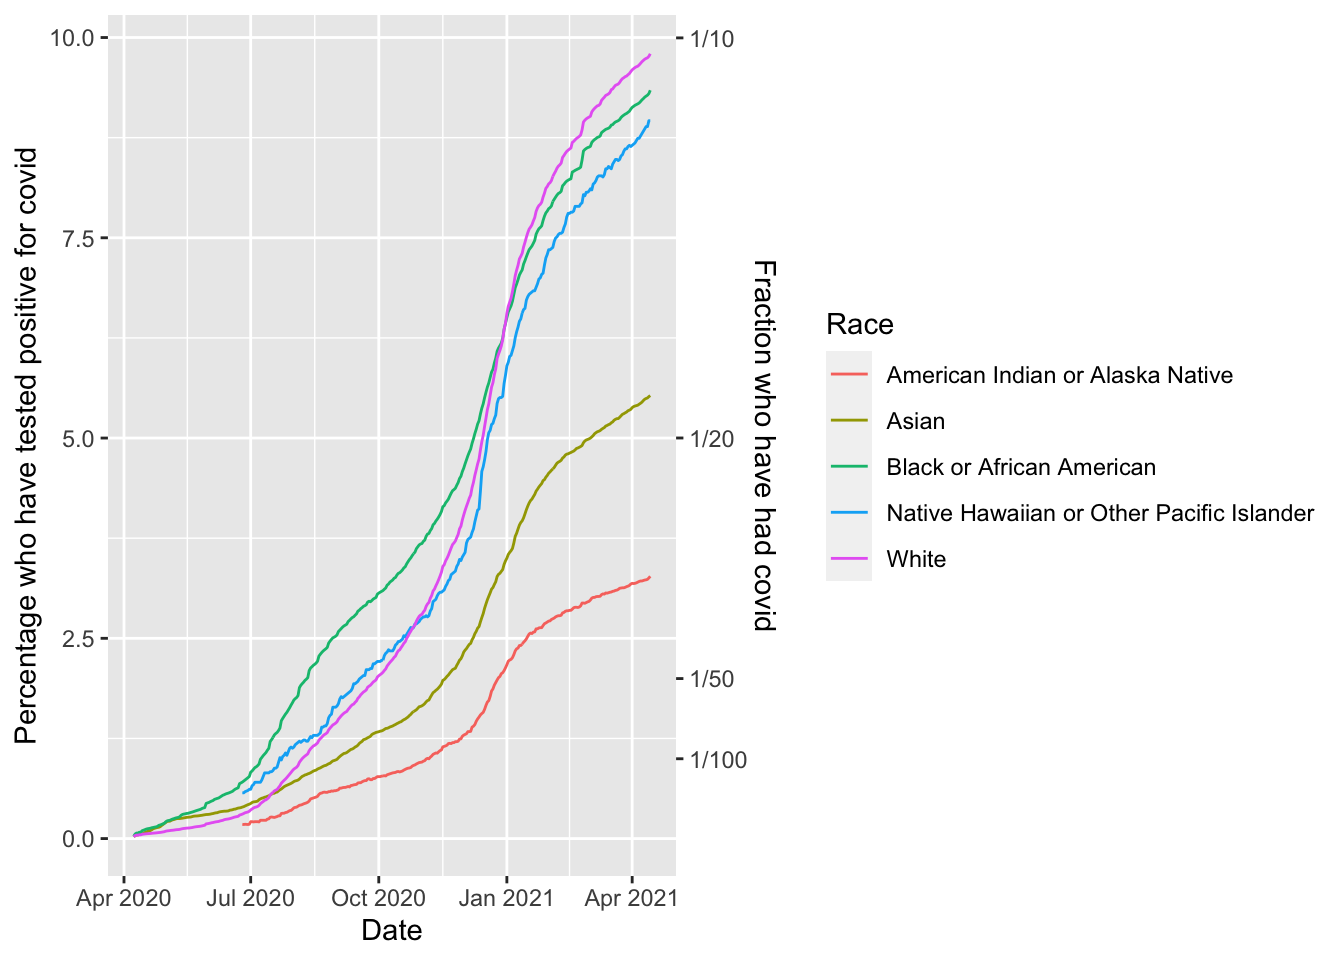 Percentage who have tested positive for covid
10.0
7.5
5.0
2.5
0.0
Apr 2020
Jul 2020
Oct 2020
Jan 2021
Apr 2021
Date
1/10
1/20
1/50
1/100
Fraction who have had covid
Race
American Indian or Alaska Native
Asian
Black or African American
Native Hawaiian or Other Pacific Islander
White